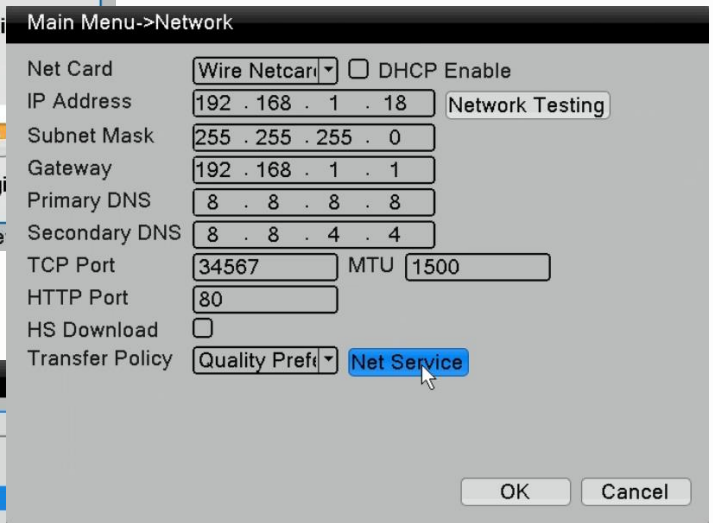 Main Menu->Network
Net Card Wire Netcar DHCP Enable
IP Address 192 . 168 . 1 . 18 Network Testing
Subnet Mask 255 . 255 . 255 . 0
Gateway 192 . 168 . 1 . 1
Primary DNS 8 . 8 . 8 . 8
Secondary DNS 8 . 8 . 4 . 4
TCP Port 34567 MTU 1500
HTTP Port 80
HS Download
Transfer Policy Quality Prefe Net Service
OK Cancel